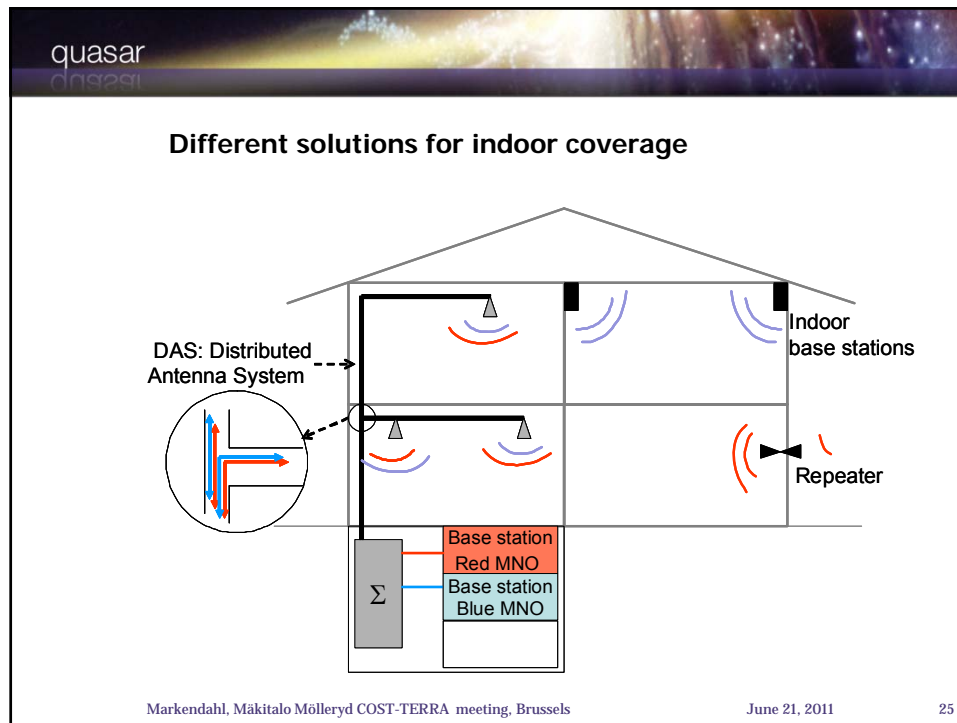 quasar
Different solutions for indoor coverage
DAS: Distributed
Antenna System
Indoor
base stations
Repeater
Base station
Red MNO
Base station
Blue MNO
Σ
Markendahl, Mäkitalo Mölleryd COST-TERRA meeting, Brussels June 21, 2011 25